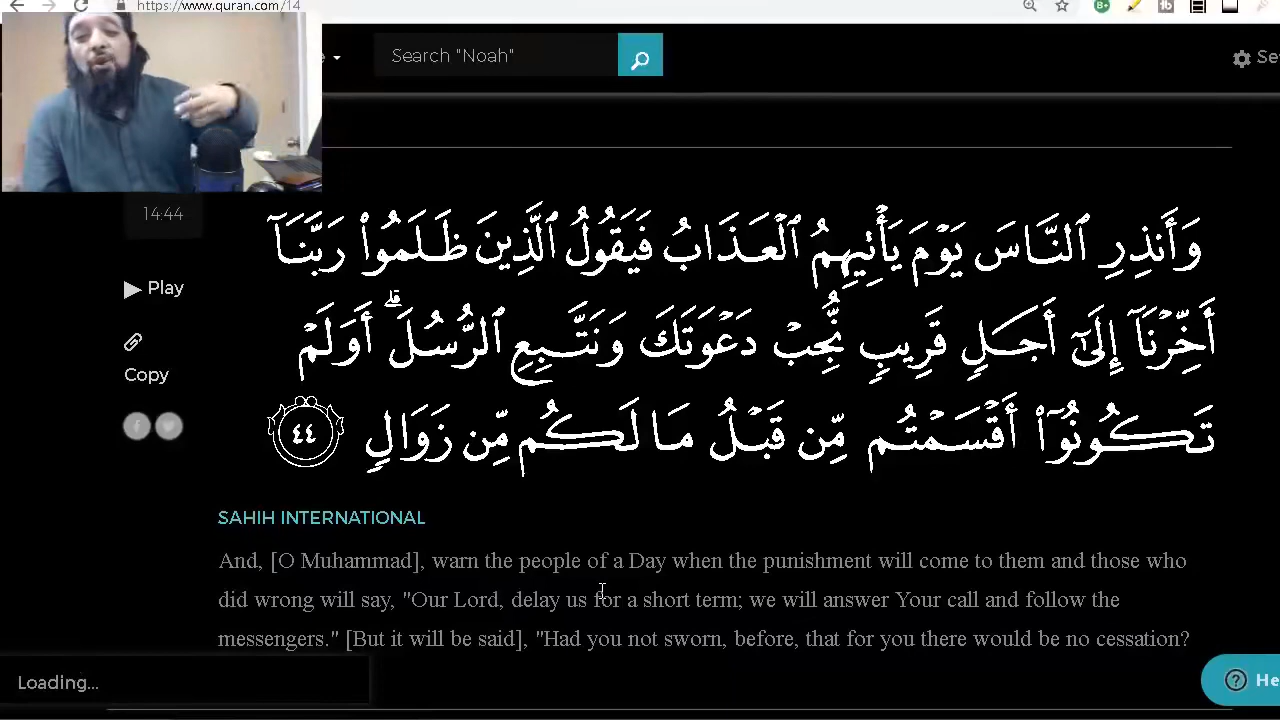 https://www.quran.com/14
Search "Noah"
14:44
Play
Copy
وَأَنذِرِ ٱلنَّاسَ يَوْمَ يَأْتِيهِمُ ٱلْعَذَابُ فَيَقُولُ ٱلَّذِينَ ظَلَمُوا۟ رَبَّنَآ
أَخِّرْنَآ إِلَىٰٓ أَجَلٍ قَرِيبٍ نُّجِبْ دَعْوَتَكَ وَنَتَّبِعِ ٱلرُّسُلَ ۗ أَوَلَمْ
تَكُونُوٓا۟ أَقْسَمْتُم مِّن قَبْلُ مَا لَكُم مِّن زَوَالٍ ٤٤
SAHIH INTERNATIONAL
And, [O Muhammad], warn the people of a Day when the punishment will come to them and those who
did wrong will say, "Our Lord, delay us for a short term; we will answer Your call and follow the
messengers." [But it will be said], "Had you not sworn, before, that for you there would be no cessation?
Loading...